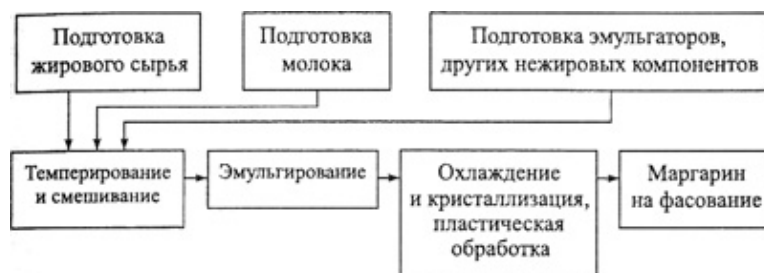 Подготовка
жирового сырья
Подготовка
молока
Подготовка эмульгаторов,
других нежировых компонентов
Темперирование
и смешивание
Эмульгирование
Охлаждение
и кристаллизация,
пластическая
обработка
Маргарин
на фасование